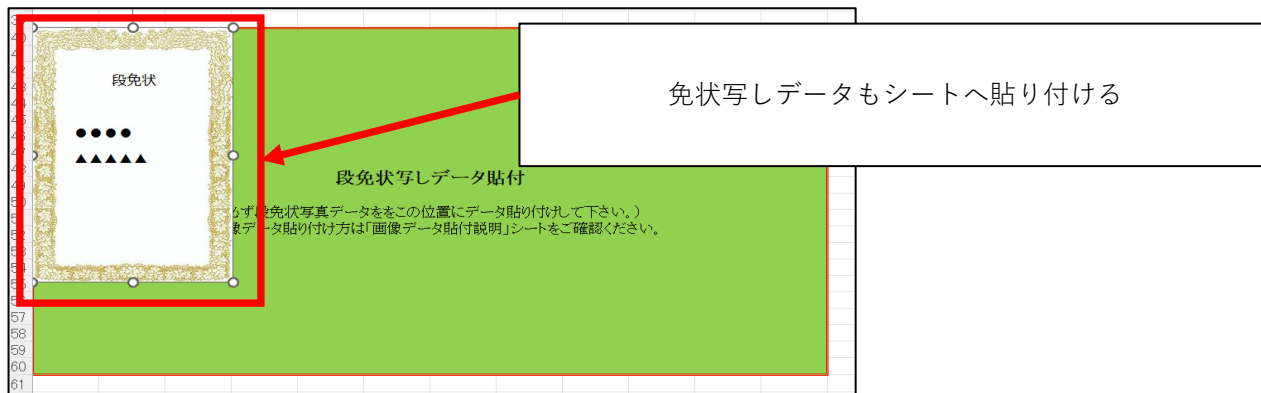 免状写しデータもシートへ貼り付ける
段免状
●●●●
▲▲▲▲▲
段免状写しデータ貼付
ず段免状写真データをを​この位置にデータ貼り付けして下さい。）
データ貼り付け方は「画像データ貼付説明」シートをご確認ください。
57
58
59
60
61